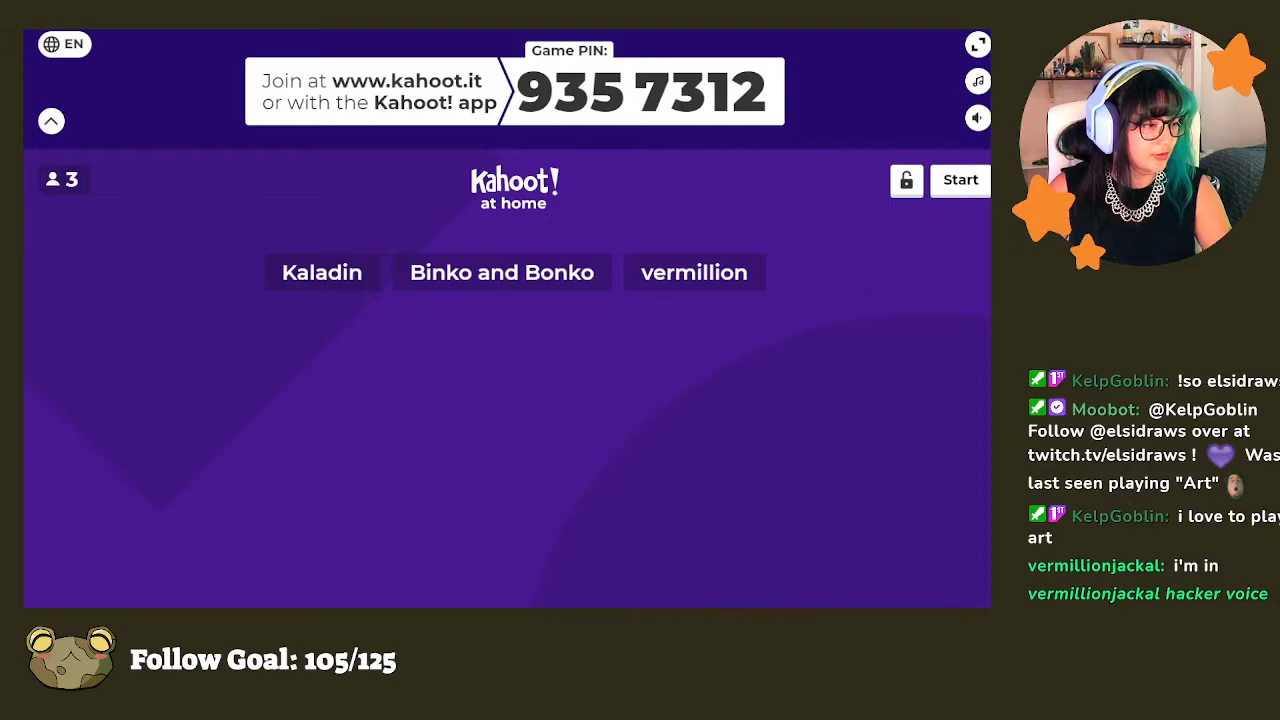 EN
Game PIN:
Join at www.kahoot.it
or with the Kahoot! app
935 7312
3
Kahoot!
at home
Start
Kaladin
Binko and Bonko
vermillion
KelpGoblin: !so elsidraws
Moobot: @KelpGoblin
Follow @elsidraws over at
twitch.tv/elsidraws ! Was
last seen playing "Art"
KelpGoblin: i love to play
art
vermillionjackal: i'm in
vermillionjackal hacker voice
Follow Goal: 105/125